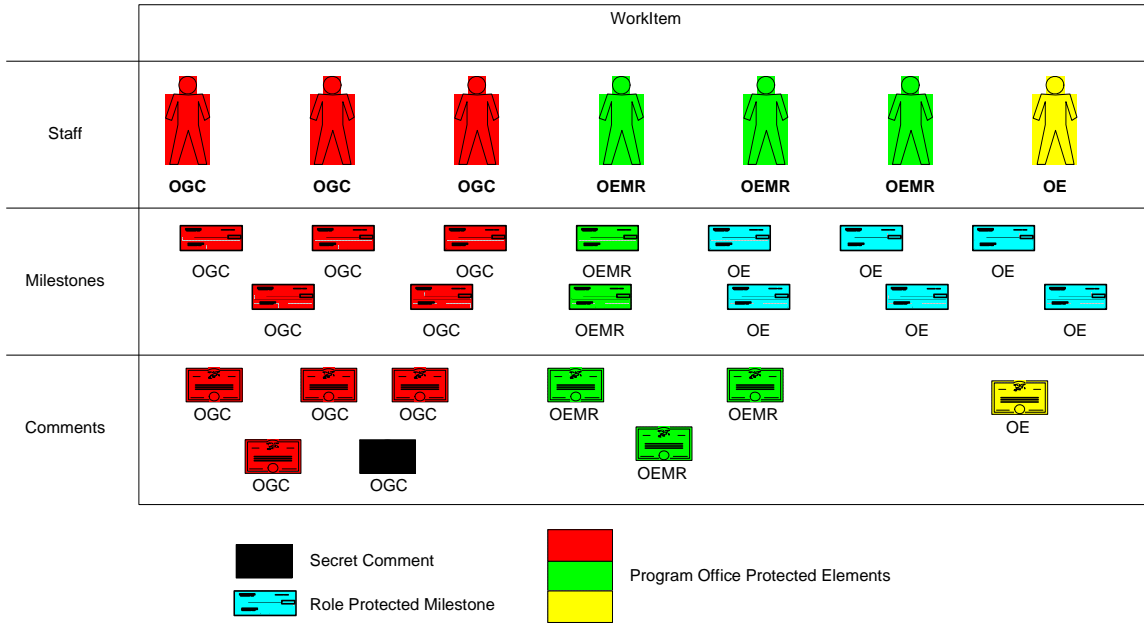 WorkItem
Staff
OGC OGC OGC OEMR OEMR OEMR OE
Milestones
OGC OGC OGC OEMR OE OE OE
OGC OGC OEMR OE OE OE
Comments
OGC OGC OGC OEMR OEMR OE
OGC OGC OEMR
Secret Comment
Program Office Protected Elements
Role Protected Milestone